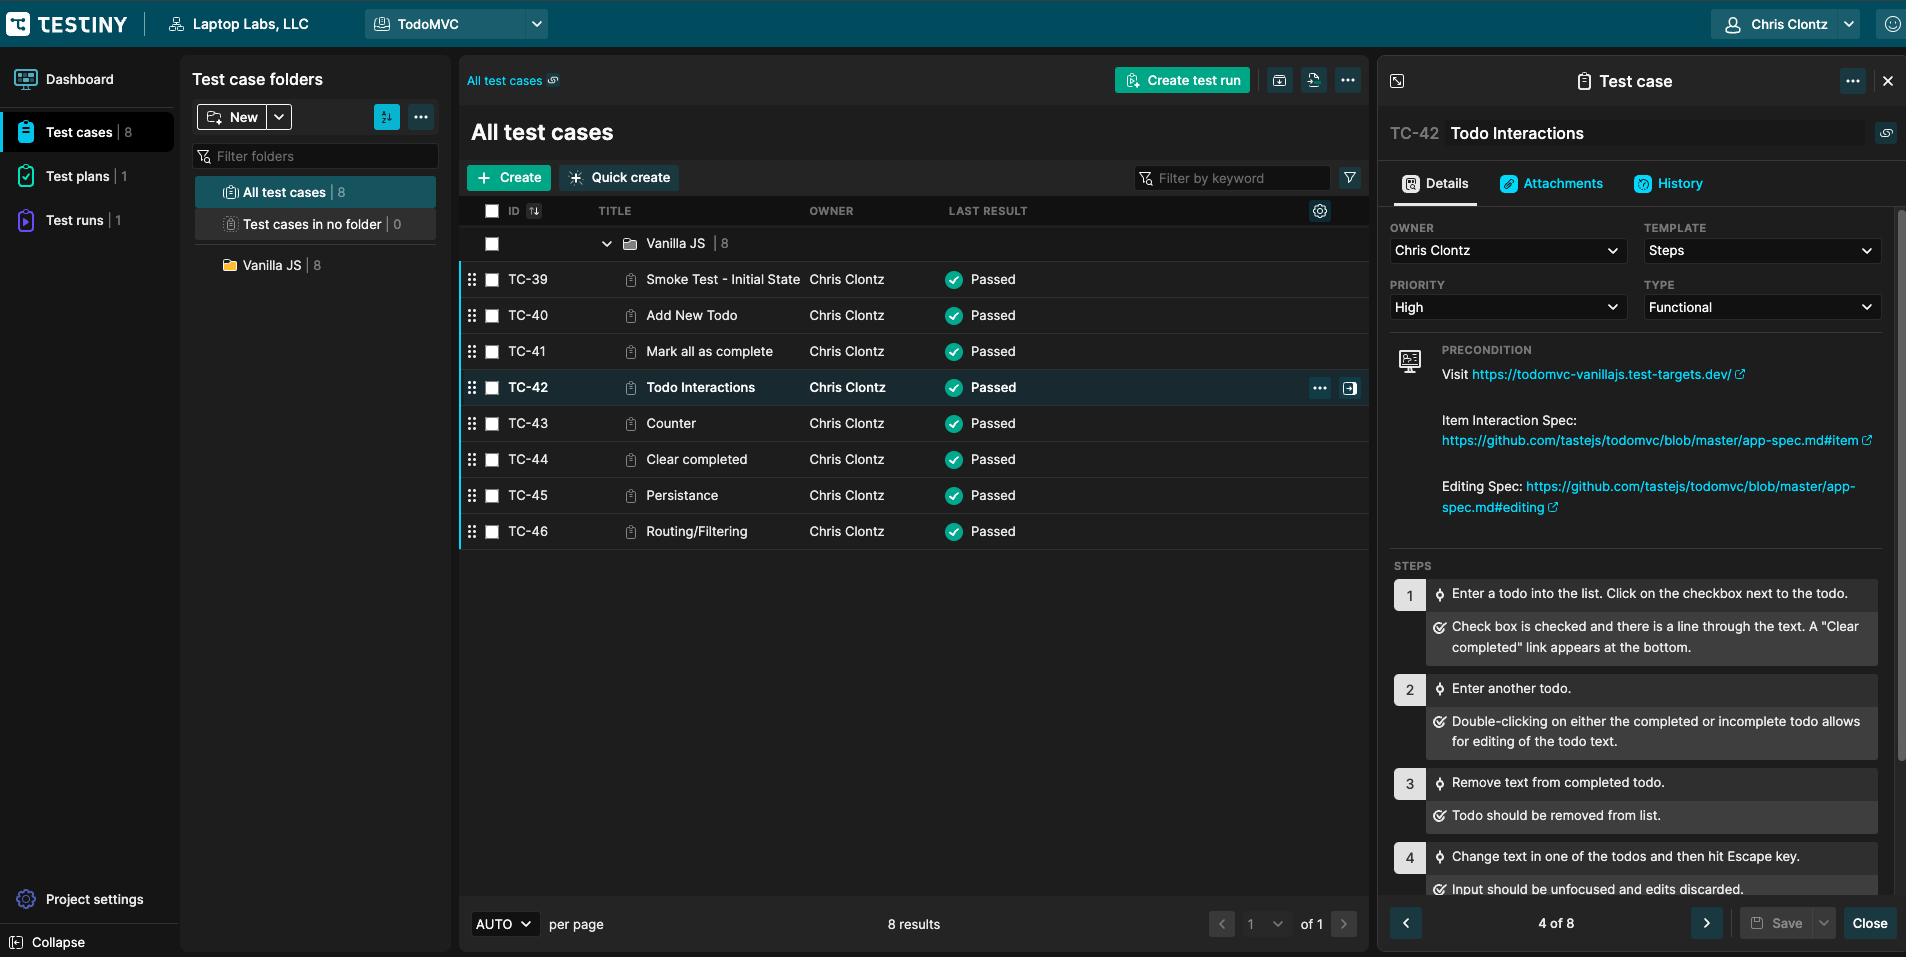 TESTINY
Laptop Labs, LLC
TodoMVC
Chris Clontz
Dashboard
Test cases | 8
Test plans | 1
Test runs | 1
Project settings
Collapse
Test case folders
New
Filter folders
All test cases | 8
Test cases in no folder | 0
Vanilla JS | 8
All test cases
Create test run
All test cases
Create
Quick create
Filter by keyword
ID TITLE OWNER LAST RESULT
Vanilla JS | 8
TC-39 Smoke Test - Initial State Chris Clontz Passed
TC-40 Add New Todo Chris Clontz Passed
TC-41 Mark all as complete Chris Clontz Passed
TC-42 Todo Interactions Chris Clontz Passed
TC-43 Counter Chris Clontz Passed
TC-44 Clear completed Chris Clontz Passed
TC-45 Persistance Chris Clontz Passed
TC-46 Routing/Filtering Chris Clontz Passed
AUTO per page
8 results
1 of 1
Test case
TC-42 Todo Interactions
Details Attachments History
OWNER TEMPLATE
Chris Clontz Steps
PRIORITY TYPE
High Functional
PRECONDITION
Visit https://todomvc-vanillajs.test-targets.dev/
Item Interaction Spec:
https://github.com/tastejs/todomvc/blob/master/app-spec.md#item
Editing Spec: https://github.com/tastejs/todomvc/blob/master/app-
spec.md#editing
STEPS
1 Enter a todo into the list. Click on the checkbox next to the todo.
Check box is checked and there is a line through the text. A "Clear
completed" link appears at the bottom.
2 Enter another todo.
Double-clicking on either the completed or incomplete todo allows
for editing of the todo text.
3 Remove text from completed todo.
Todo should be removed from list.
4 Change text in one of the todos and then hit Escape key.
Input should be unfocused and edits discarded.
4 of 8
Save
Close